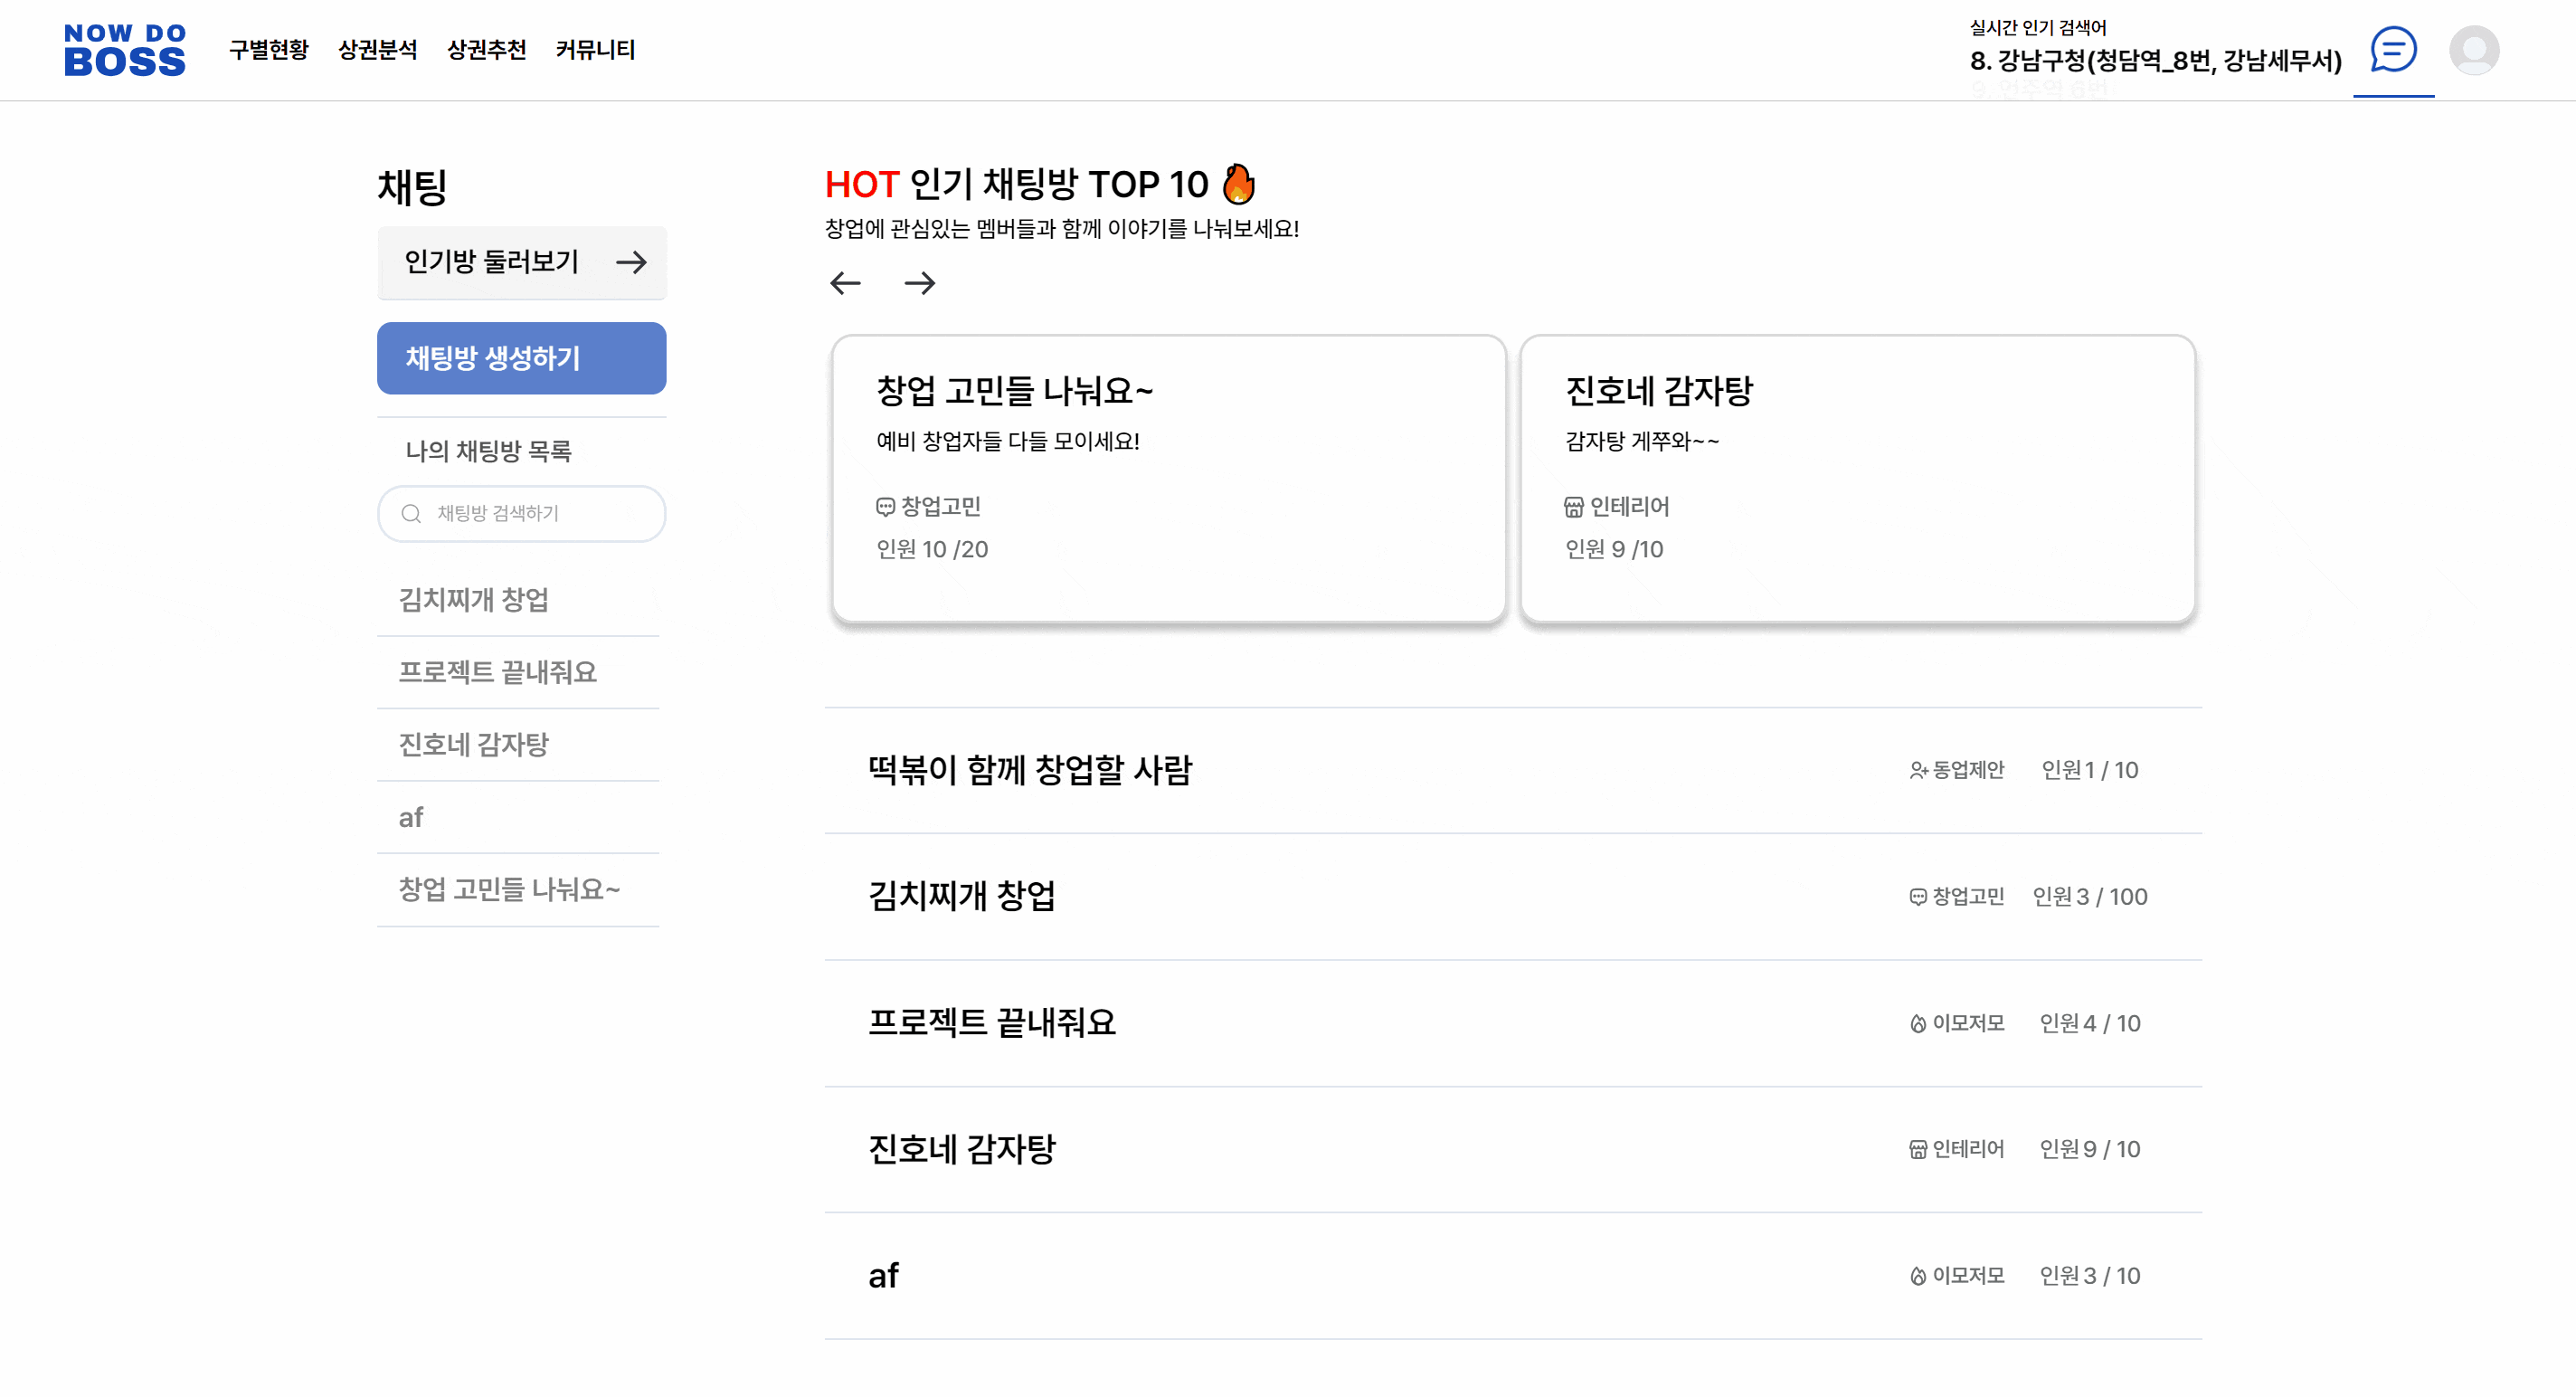 NOW DO
BOSS
구별현황 상권분석 상권추천 커뮤니티
실시간 인기 검색어
8. 강남구청(청담역_8번, 강남세무서)
채팅
인기방 둘러보기
채팅방 생성하기
나의 채팅방 목록
채팅방 검색하기
김치찌개 창업
프로젝트 끝내줘요
진호네 감자탕
af
창업 고민들 나눠요~
HOT 인기 채팅방 TOP 10
창업에 관심있는 멤버들과 함께 이야기를 나눠보세요!
창업 고민들 나눠요~
예비 창업자들 다들 모이세요!
창업고민
인원 10 /20
진호네 감자탕
감자탕 게쭈와~~
인테리어
인원 9 /10
떡볶이 함께 창업할 사람 동업제안 인원 1 / 10
김치찌개 창업 창업고민 인원 3 / 100
프로젝트 끝내줘요 이모저모 인원 4 / 10
진호네 감자탕 인테리어 인원 9 / 10
af 이모저모 인원 3 / 10